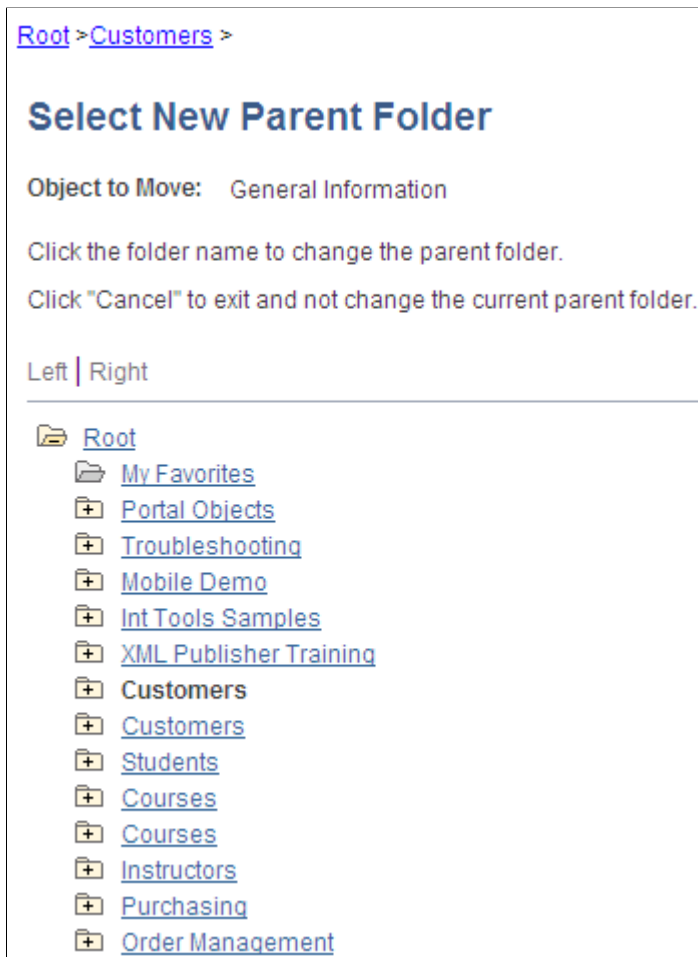 Root >Customers >
Select New Parent Folder
Object to Move: General Information
Click the folder name to change the parent folder.
Click "Cancel" to exit and not change the current parent folder.
Left | Right
Root
My Favorites
Portal Objects
Troubleshooting
Mobile Demo
Int Tools Samples
XML Publisher Training
Customers
Customers
Students
Courses
Courses
Instructors
Purchasing
Order Management